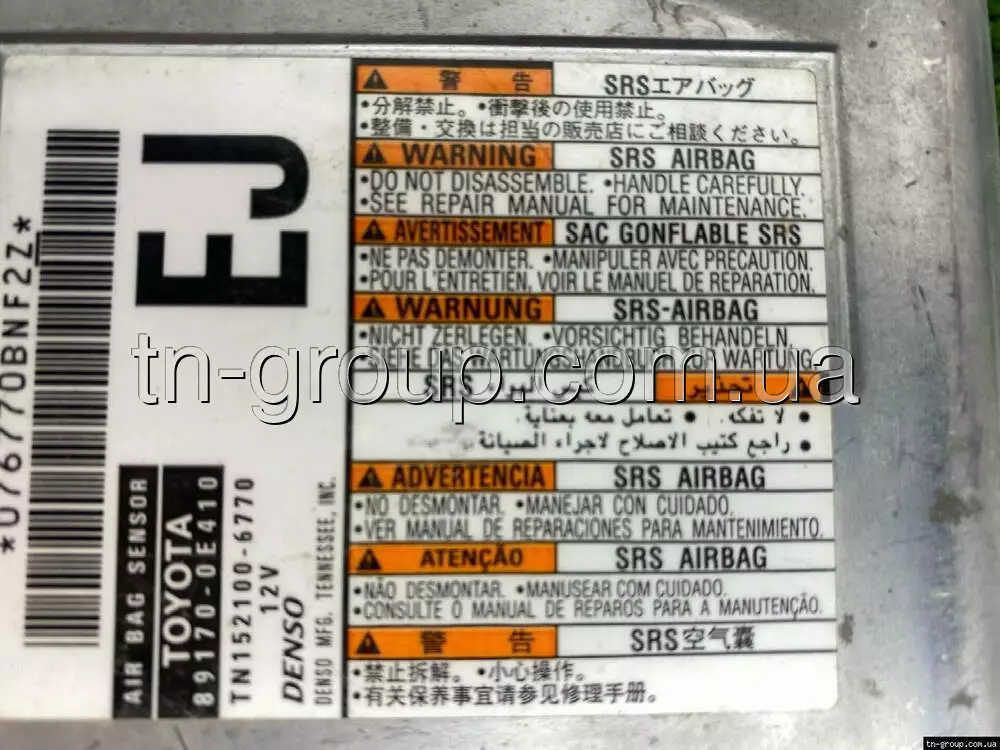 *076770BNF2Z*
EJ
AIR BAG SENSOR
TOYOTA
89170-0E410
TN152100-6770
12V
DENSO
DENSO MFG. TENNESSEE, INC.
警 告 SRSエアバッグ
•分解禁止。 •衝撃後の使用禁止。
•整備・交換は担当の販売店にご相談ください。
WARNING SRS AIRBAG
•DO NOT DISASSEMBLE. •HANDLE CAREFULLY.
•SEE REPAIR MANUAL FOR MAINTENANCE.
AVERTISSEMENT SAC GONFLABLE SRS
•NE PAS DEMONTER. •MANIPULER AVEC PRECAUTION.
•POUR L'ENTRETIEN, VOIR LE MANUEL DE REPARATION.
WARNUNG SRS-AIRBAG
•NICHT ZERLEGEN. •VORSICHTIG BEHANDELN.
WARTUNG
tn-group.com.ua
تحذير SRS
• لا تفكه. • تعامل معه بعناية.
• راجع كتيب الاصلاح لاجراء الصيانة.
ADVERTENCIA SRS AIRBAG
•NO DESMONTAR. •MANEJAR CON CUIDADO.
•VER MANUAL DE REPARACIONES PARA MANTENIMIENTO.
ATENÇÃO SRS AIRBAG
•NÃO DESMONTAR. •MANUSEAR COM CUIDADO.
•CONSULTE O MANUAL DE REPAROS PARA A MANUTENÇÃO.
警 告 SRS空气囊
•禁止拆解。 •小心操作。
•有关保养事宜请参见修理手册。
tn-group.com.ua